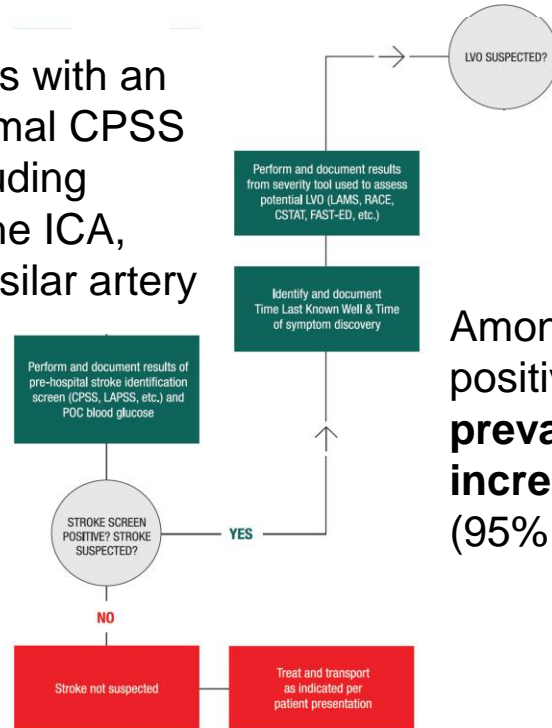 s with an
mal CPSS
uding
ne ICA,
silar artery
Perform and document results of
pre-hospital stroke identification
screen (CPSS, LAPSS, etc.) and
POC blood glucose
STROKE SCREEN
POSITIVE? STROKE
SUSPECTED?
NO
Stroke not suspected
Treat and transport
as indicated per
patient presentation
YES
Identify and document
Time Last Known Well & Time
of symptom discovery
Perform and document results
from severity tool used to assess
potential LVO (LAMS, RACE,
CSTAT, FAST-ED, etc.)
LVO SUSPECTED?
Amon
positiv
preva
incre
(95%